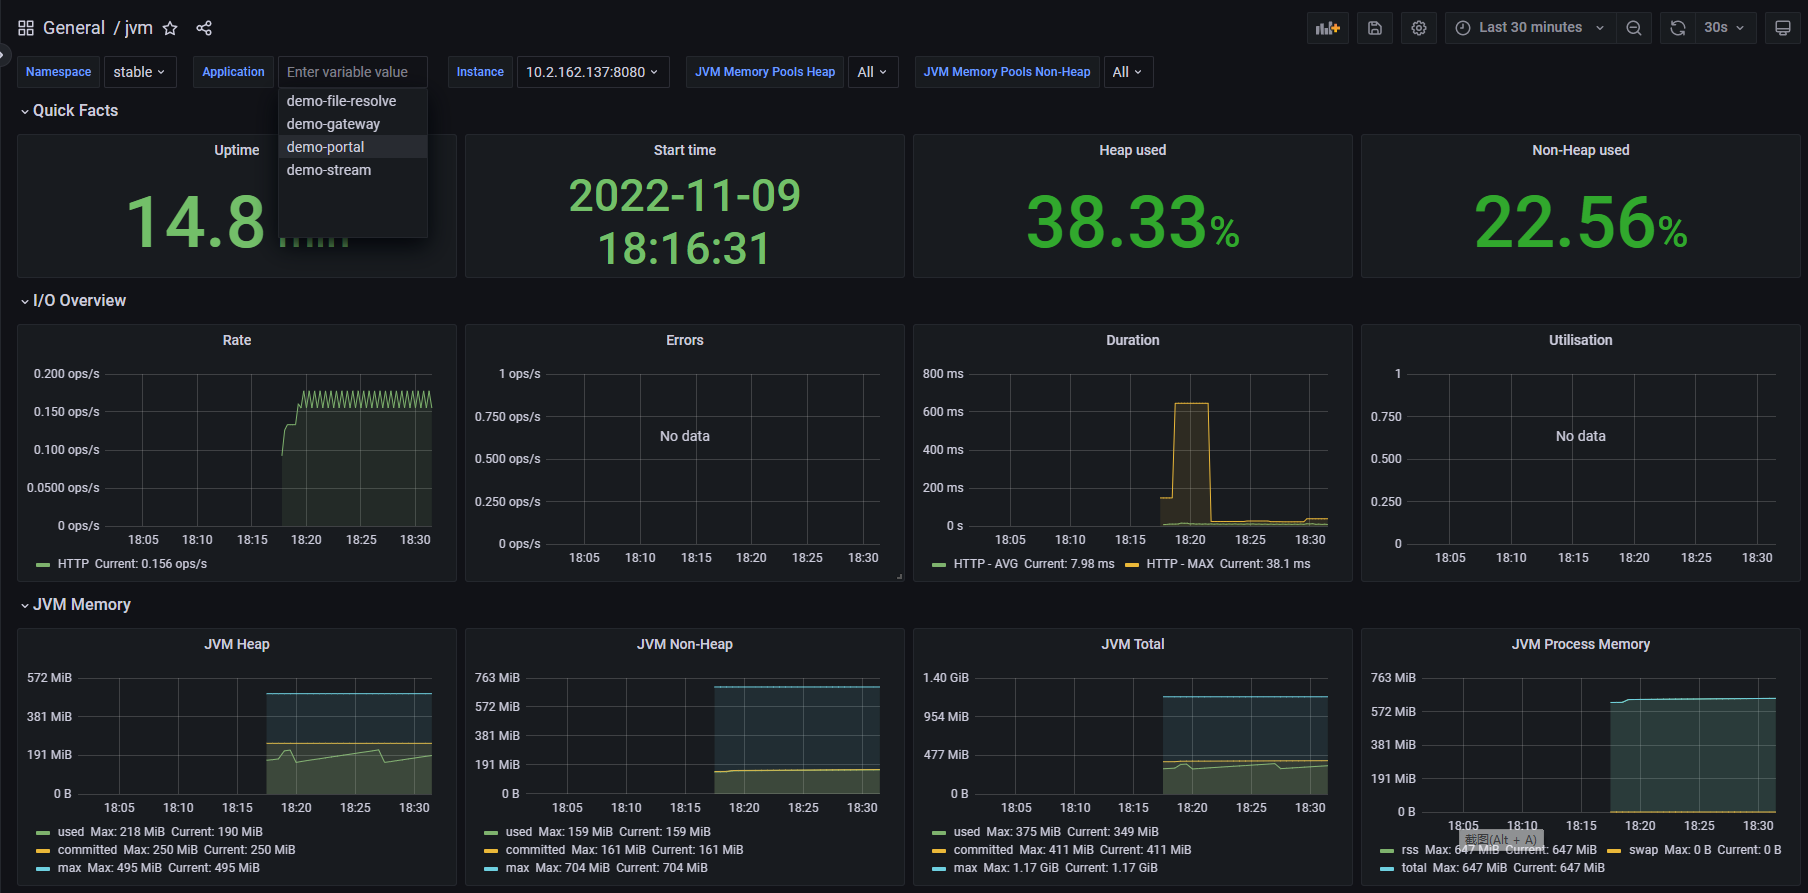 General / jvm
Last 30 minutes
30s
Namespace stable Application Enter variable value Instance 10.2.162.137:8080 JVM Memory Pools Heap All JVM Memory Pools Non-Heap All
demo-file-resolve
demo-gateway
demo-portal
demo-stream
Quick Facts
Uptime
14.8
Start time
2022-11-09
18:16:31
Heap used
38.33%
Non-Heap used
22.56%
I/O Overview
Rate
0.200 ops/s
0.150 ops/s
0.100 ops/s
0.0500 ops/s
0 ops/s
18:05 18:10 18:15 18:20 18:25 18:30
HTTP Current: 0.156 ops/s
Errors
1 ops/s
0.750 ops/s
No data
0.500 ops/s
0.250 ops/s
0 ops/s
18:05 18:10 18:15 18:20 18:25 18:30
Duration
800 ms
600 ms
400 ms
200 ms
0 s
18:05 18:10 18:15 18:20 18:25 18:30
HTTP - AVG Current: 7.98 ms HTTP - MAX Current: 38.1 ms
Utilisation
1
0.750
No data
0.500
0.250
0
18:05 18:10 18:15 18:20 18:25 18:30
JVM Memory
JVM Heap
572 MiB
381 MiB
191 MiB
0 B
18:05 18:10 18:15 18:20 18:25 18:30
used Max: 218 MiB Current: 190 MiB
committed Max: 250 MiB Current: 250 MiB
max Max: 495 MiB Current: 495 MiB
JVM Non-Heap
763 MiB
572 MiB
381 MiB
191 MiB
0 B
18:05 18:10 18:15 18:20 18:25 18:30
used Max: 159 MiB Current: 159 MiB
committed Max: 161 MiB Current: 161 MiB
max Max: 704 MiB Current: 704 MiB
JVM Total
1.40 GiB
954 MiB
477 MiB
0 B
18:05 18:10 18:15 18:20 18:25 18:30
used Max: 375 MiB Current: 349 MiB
committed Max: 411 MiB Current: 411 MiB
max Max: 1.17 GiB Current: 1.17 GiB
JVM Process Memory
763 MiB
572 MiB
381 MiB
191 MiB
0 B
18:05 18:10 18:15 18:20 18:25 18:30
截图(Alt + A)
rss Max: 647 MiB Current: 647 MiB swap Max: 0 B Current: 0 B
total Max: 647 MiB Current: 647 MiB